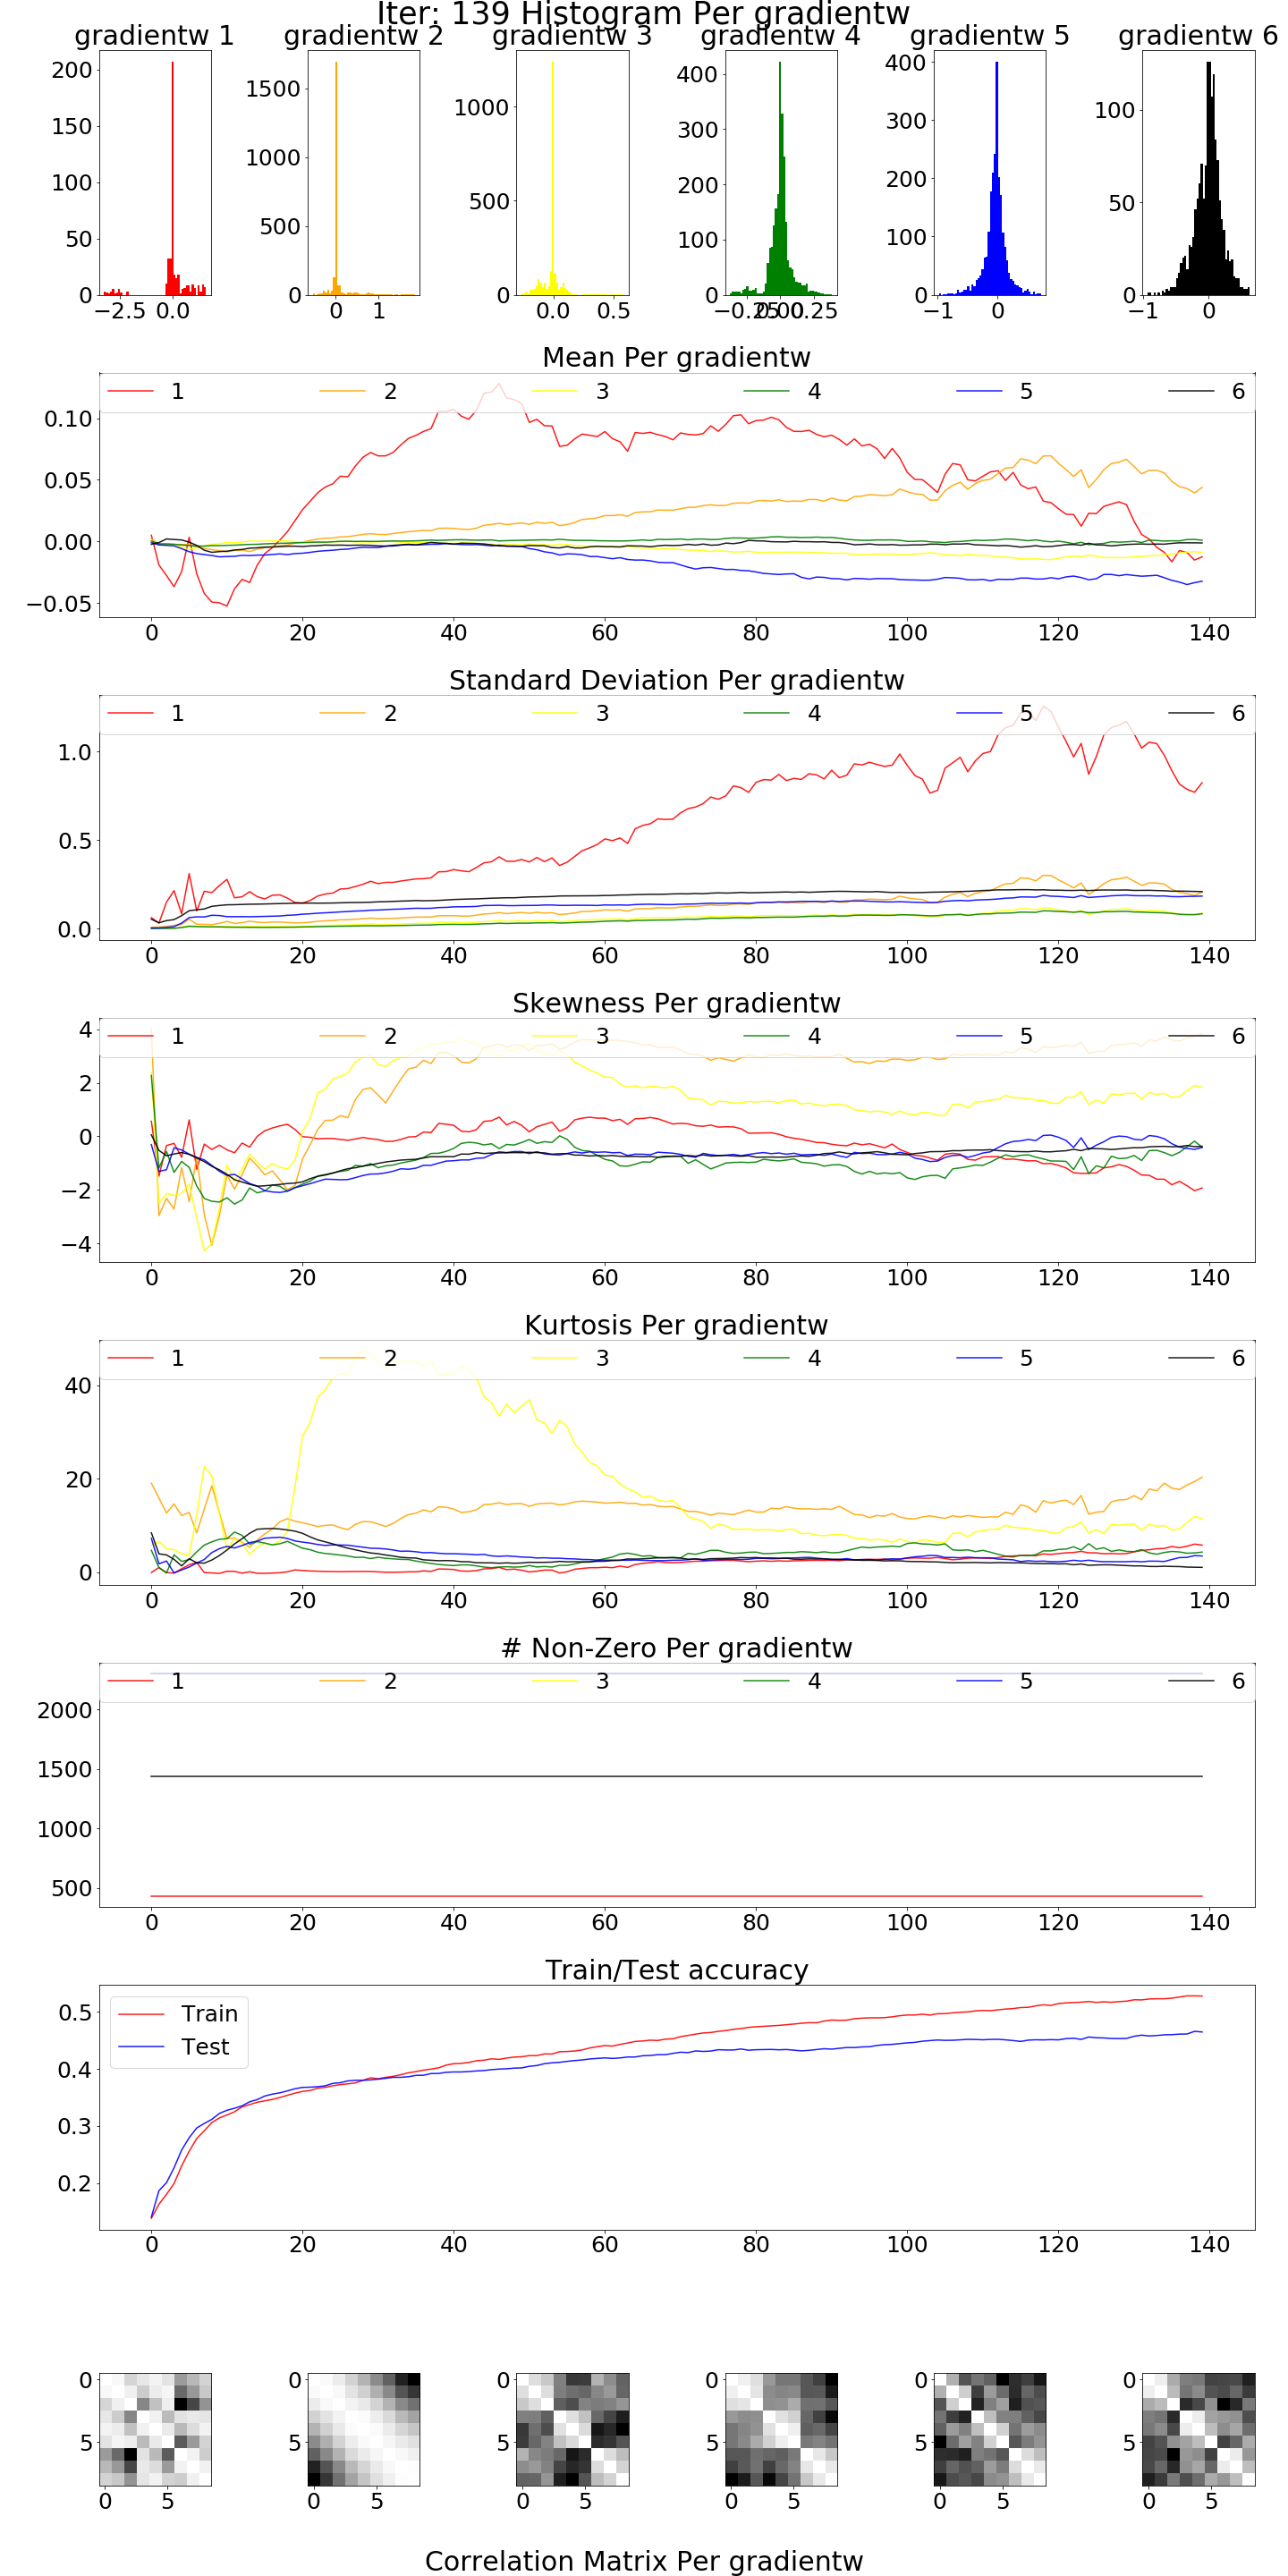 Iter: 139 Histogram Per gradientw
gradientw 1 gradientw 2 gradientw 3 gradientw 4 gradientw 5 gradientw 6
200 150 100 50 0
−2.5 0.0
1500 1000 500 0
0 1
1000 500 0
0.0 0.5
400 300 200 100 0
−0.25 0.00 0.25
400 300 200 100 0
−1 0
100 50 0
−1 0
Mean Per gradientw
1 2 3 4 5 6
0.10
0.05
0.00
−0.05
0 20 40 60 80 100 120 140
Standard Deviation Per gradientw
1 2 3 4 5 6
1.0
0.5
0.0
0 20 40 60 80 100 120 140
Skewness Per gradientw
1 2 3 4 5 6
4
2
0
−2
−4
0 20 40 60 80 100 120 140
Kurtosis Per gradientw
1 2 3 4 5 6
40
20
0
0 20 40 60 80 100 120 140
# Non-Zero Per gradientw
1 2 3 4 5 6
2000
1500
1000
500
0 20 40 60 80 100 120 140
Train/Test accuracy
Train
Test
0.5
0.4
0.3
0.2
0 20 40 60 80 100 120 140
0 0 0 0 0 0
5 5 5 5 5 5
0 5 0 5 0 5 0 5 0 5 0 5
Correlation Matrix Per gradientw